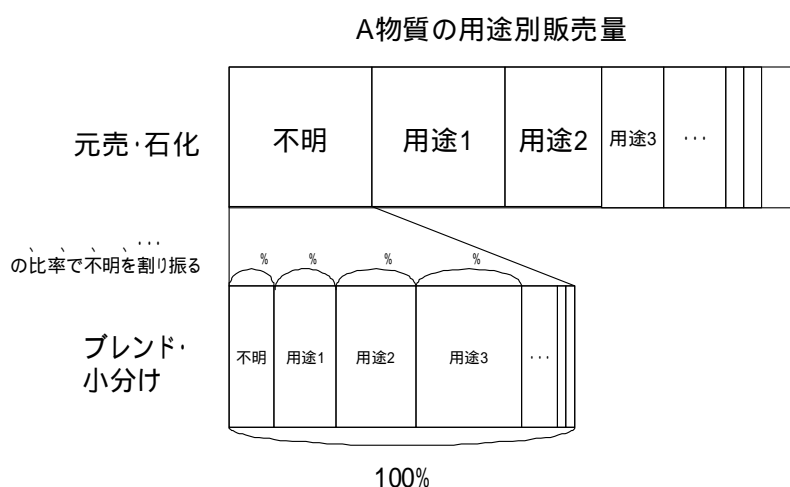 A物質の用途別販売量
元売・石化
不明
用途1
用途2
用途3
･･･
、、、、･･･
の比率で不明を割り振る
%
%
%
%
ブレンド・
小分け
不明
用途1
用途2
用途3
･･･
100%